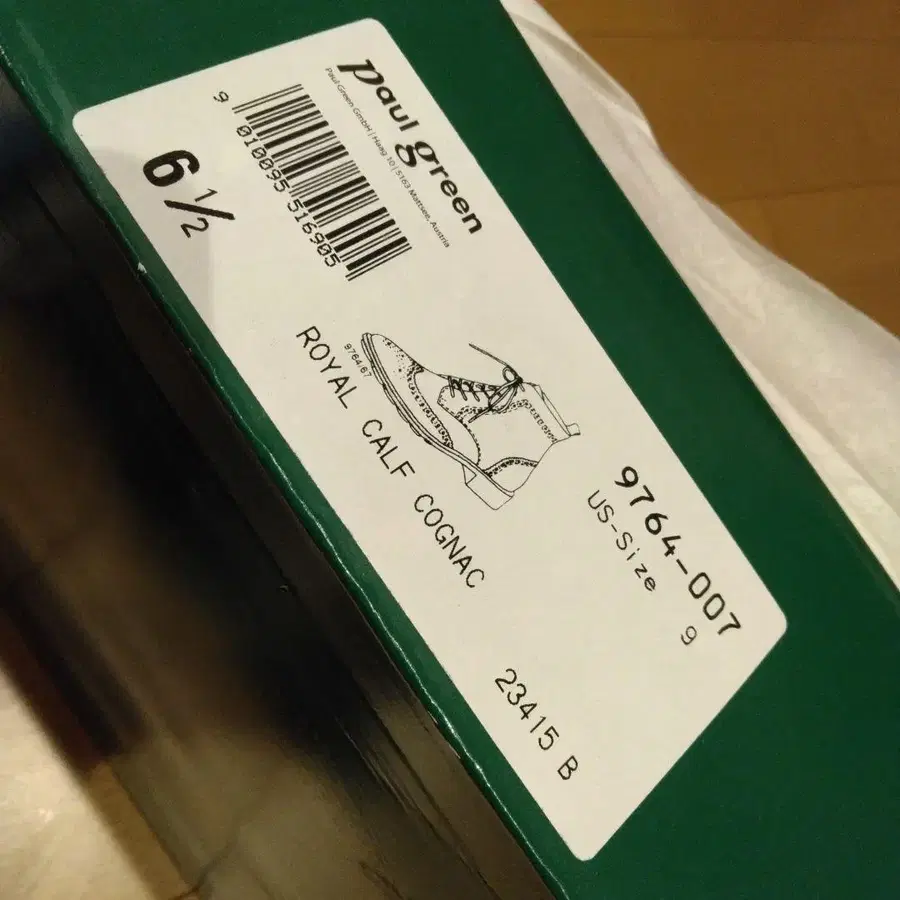 paul green
Paul Green GmbH | Haag 10 | 5163 Mattsee, Austria
9 010095 516905
6 1/2
9764.67
ROYAL CALF COGNAC
9764-007
US-Size 9
23415 B